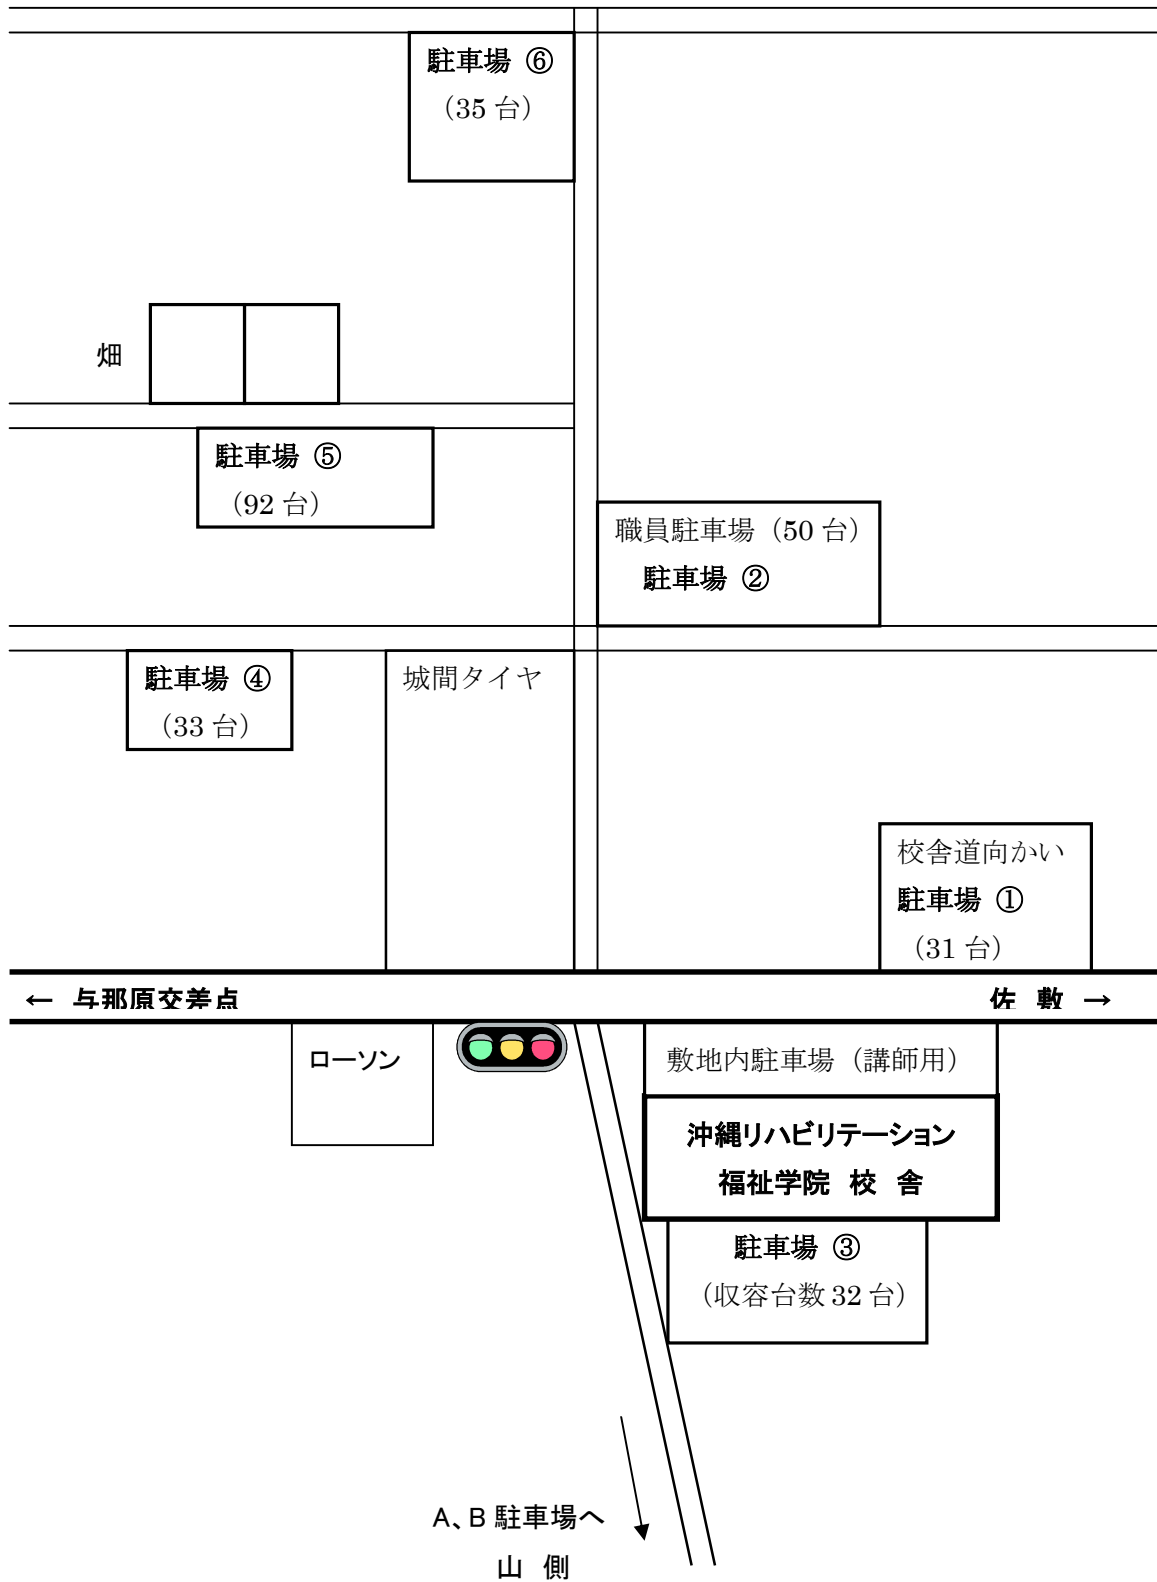 駐車場 ⑥
（35 台）
畑
駐車場 ⑤
（92 台）
職員駐車場（50 台）
駐車場 ②
駐車場 ④
（33 台）
城間タイヤ
校舎道向かい
駐車場 ①
（31 台）
← 与那原交差点
佐 敷 →
ローソン
敷地内駐車場（講師用）
沖縄リハビリテーション
福祉学院 校 舎
駐車場 ③
（収容台数 32 台）
A、B 駐車場へ
山 側